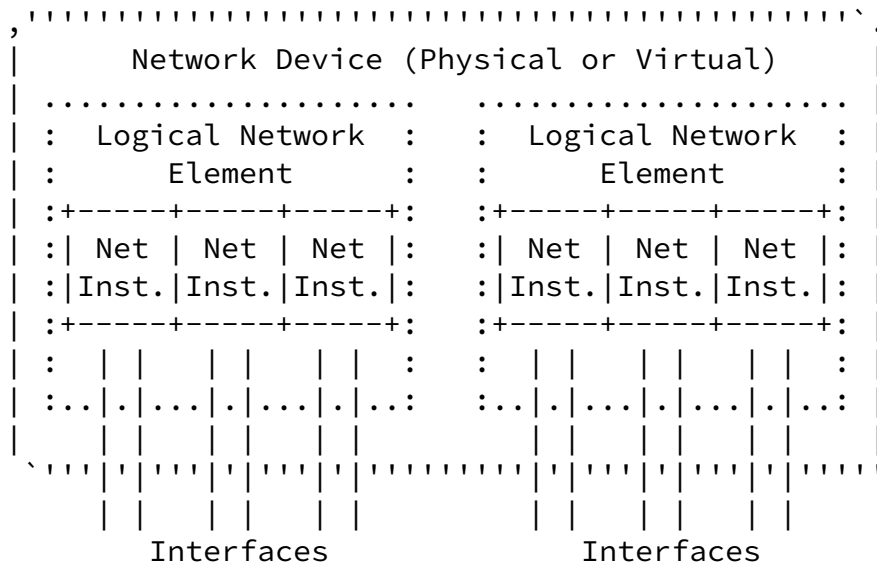 Network Device (Physical or Virtual)
Logical Network Logical Network
Element Element
Net Net Net Net Net Net
Inst. Inst. Inst. Inst. Inst. Inst.
Interfaces Interfaces